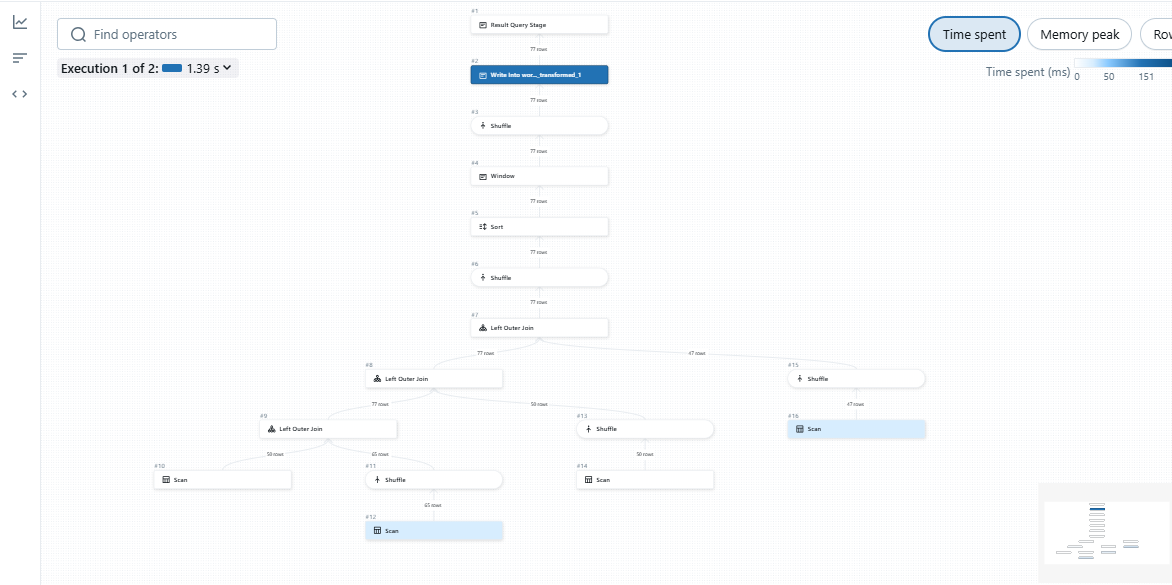 Find operators
Execution 1 of 2: 1.39 s
Time spent
Memory peak
Rov
Time spent (ms)
0 50 151
#1
Result Query Stage
77 rows
#2
Write Into wor..._transformed_1
77 rows
#3
Shuffle
77 rows
#4
Window
77 rows
#5
Sort
77 rows
#6
Shuffle
77 rows
#7
Left Outer Join
77 rows
47 rows
#8
Left Outer Join
#15
Shuffle
77 rows
50 rows
47 rows
#9
Left Outer Join
#13
Shuffle
#16
Scan
50 rows
65 rows
50 rows
#10
Scan
#11
Shuffle
#14
Scan
65 rows
#12
Scan